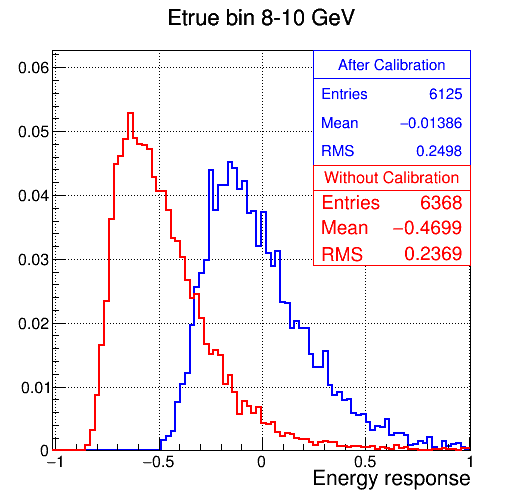 Etrue bin 8-10 GeV
After Calibration
Entries 6125
Mean −0.01386
RMS 0.2498
Without Calibration
Entries 6368
Mean −0.4699
RMS 0.2369
0.06
0.05
0.04
0.03
0.02
0.01
0
−1 −0.5 0 0.5 1
Energy response